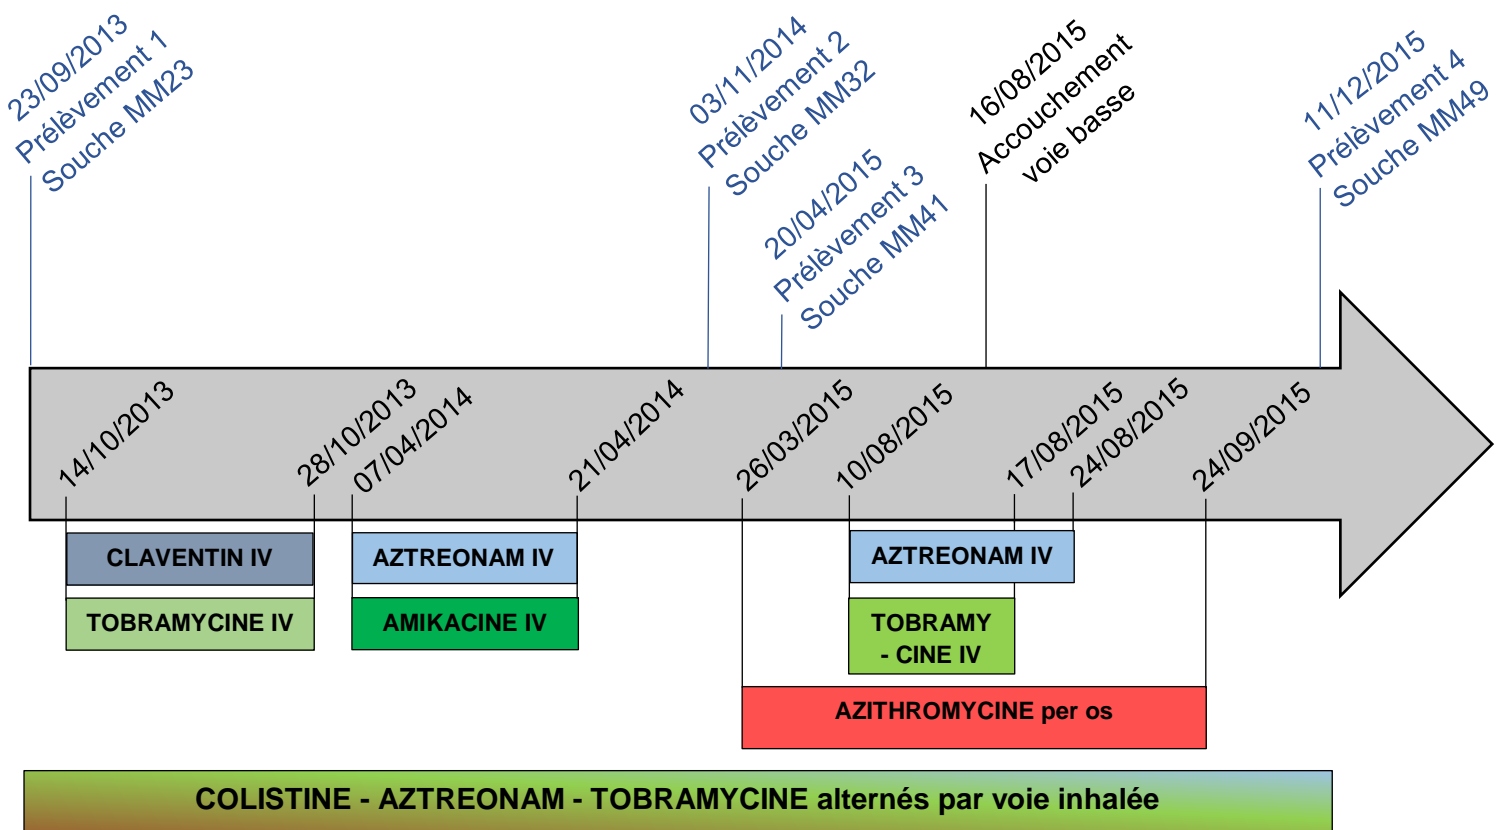 23/09/2013
Prélèvement 1
Souche MM23
03/11/2014
Prélèvement 2
Souche MM32
20/04/2015
Prélèvement 3
Souche MM41
16/08/2015
Accouchement
voie basse
11/12/2015
Prélèvement 4
Souche MM49
14/10/2013
28/10/2013
07/04/2014
21/04/2014
26/03/2015
10/08/2015
17/08/2015
24/08/2015
24/09/2015
CLAVENTIN IV
AZTREONAM IV
AZTREONAM IV
TOBRAMYCINE IV
AMIKACINE IV
TOBRAMY
- CINE IV
AZITHROMYCINE per os
COLISTINE - AZTREONAM - TOBRAMYCINE alternés par voie inhalée